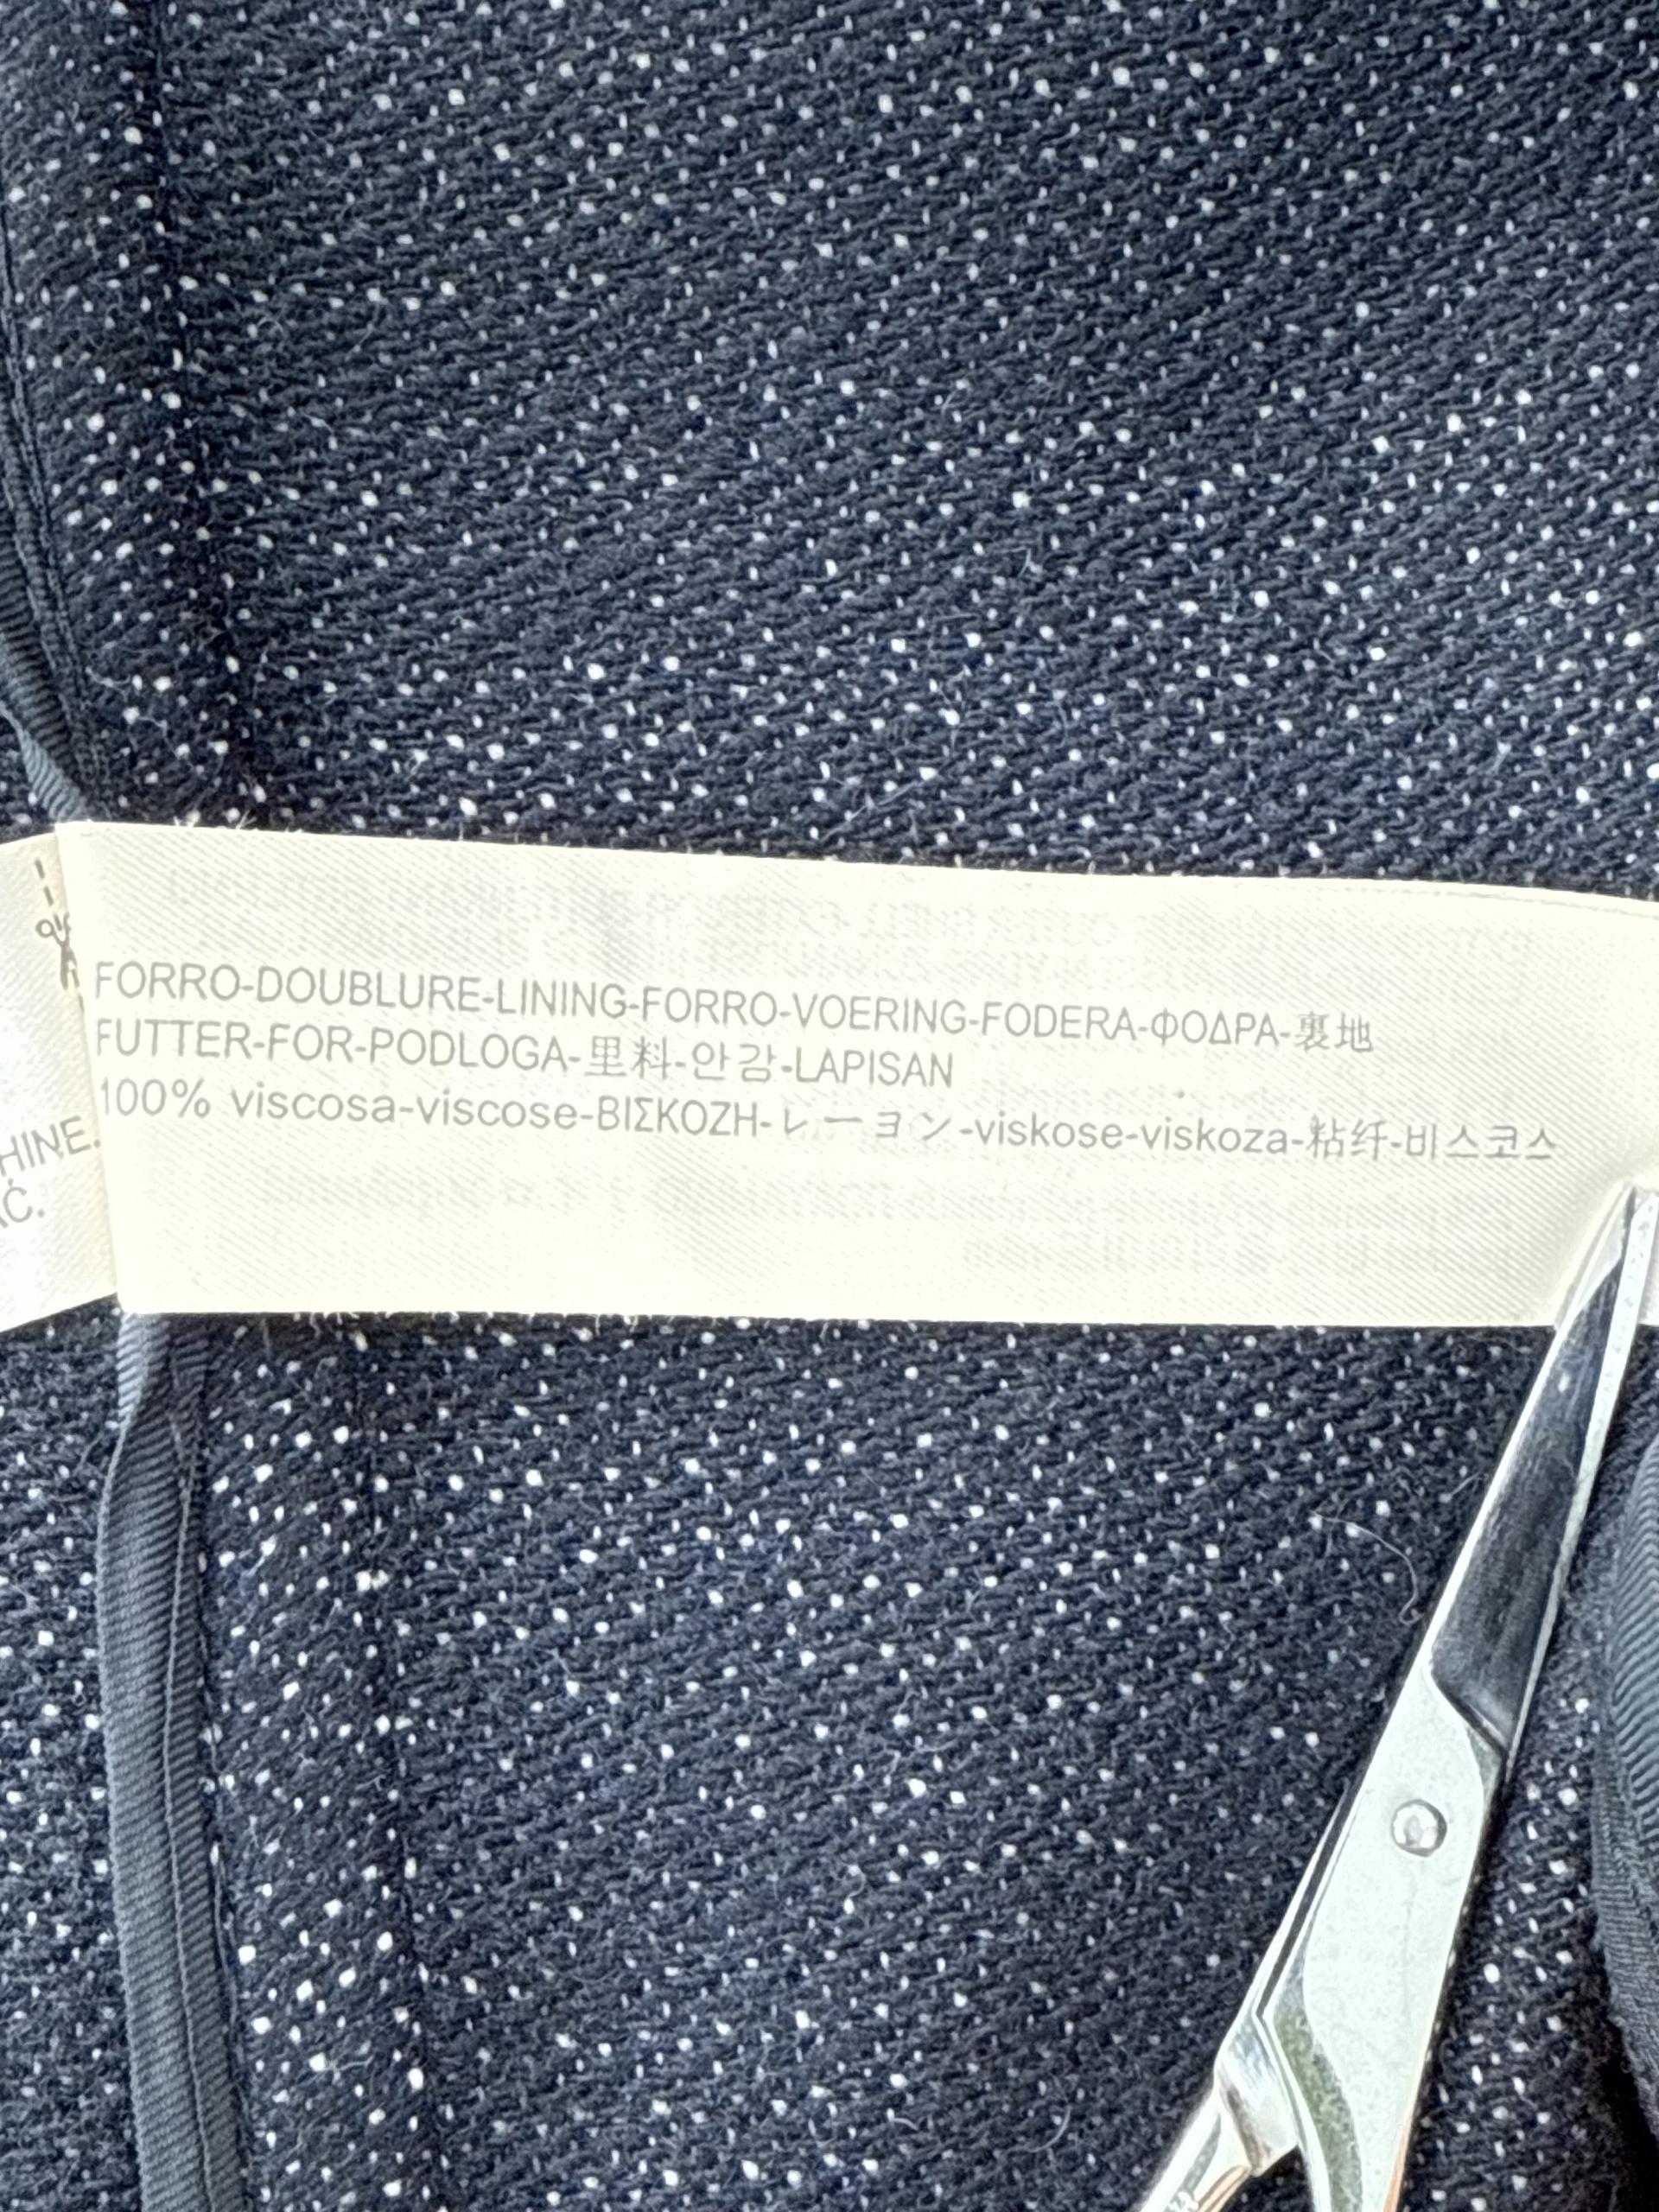 FORRO-DOUBLURE-LINING-FORRO-VOERING-FODERA-ΦΟΔΡΑ-裏地
FUTTER-FOR-PODLOGA-里料-안감-LAPISAN
100% viscosa-viscose-ΒΙΣΚΟΖΗ-レーヨン-viskose-viskoza-粘纤-비스코스
HINE.
C.